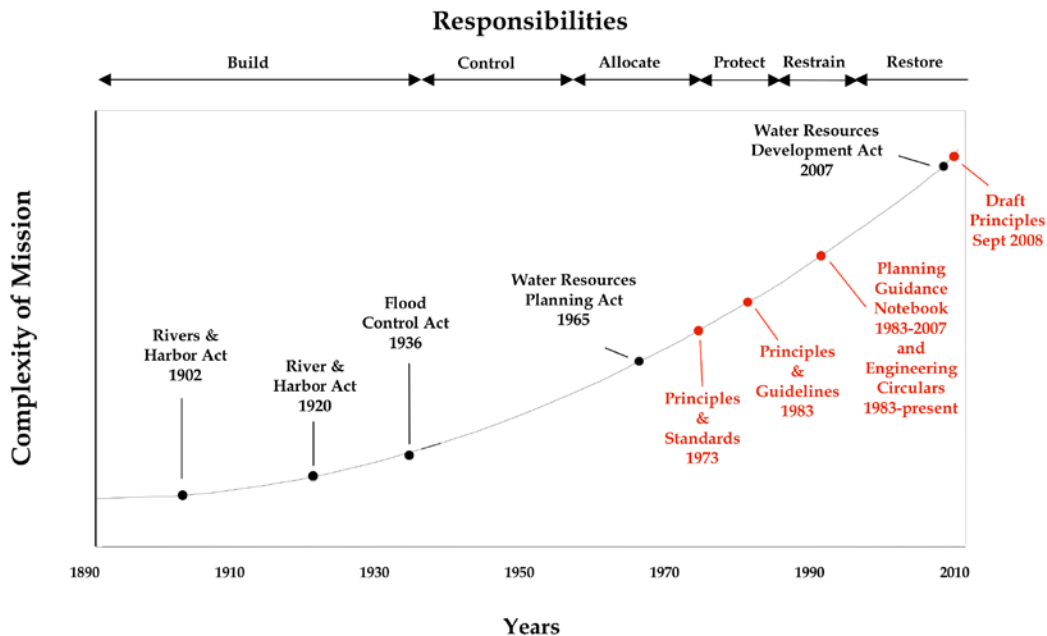 Responsibilities
Build
Control
Allocate
Protect
Restrain
Restore
Complexity of Mission
Water Resources
Development Act
2007
Draft
Principles
Sept 2008
Planning
Guidance
Notebook
1983-2007
and
Engineering
Circulars
1983-present
Water Resources
Planning Act
1965
Flood
Control Act
1936
Rivers &
Harbor Act
1902
River &
Harbor Act
1920
Principles
&
Guidelines
1983
Principles
&
Standards
1973
1890
1910
1930
1950
1970
1990
2010
Years